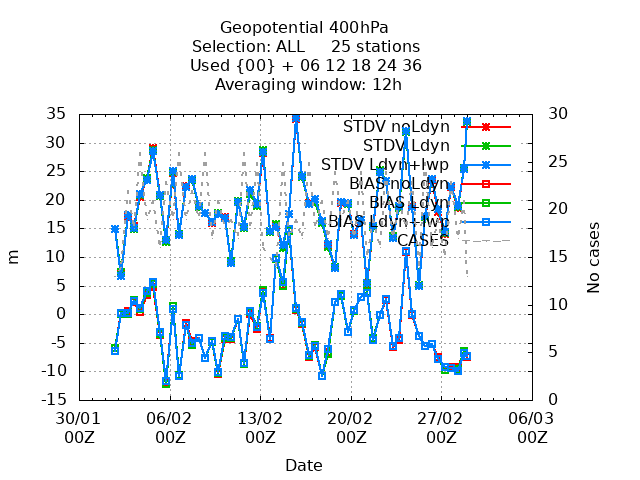 Geopotential 400hPa
Selection: ALL     25 stations
Used {00} + 06 12 18 24 36
Averaging window: 12h
35
30
25
20
15
10
5
0
-5
-10
-15
m
STDV noLdyn
STDV Ldyn
STDV Ldyn+lwp
BIAS noLdyn
BIAS Ldyn
BIAS Ldyn+lwp
CASES
30
25
20
15
10
5
0
No cases
30/01 06/02 13/02 20/02 27/02 06/03
00Z 00Z 00Z 00Z 00Z 00Z
Date